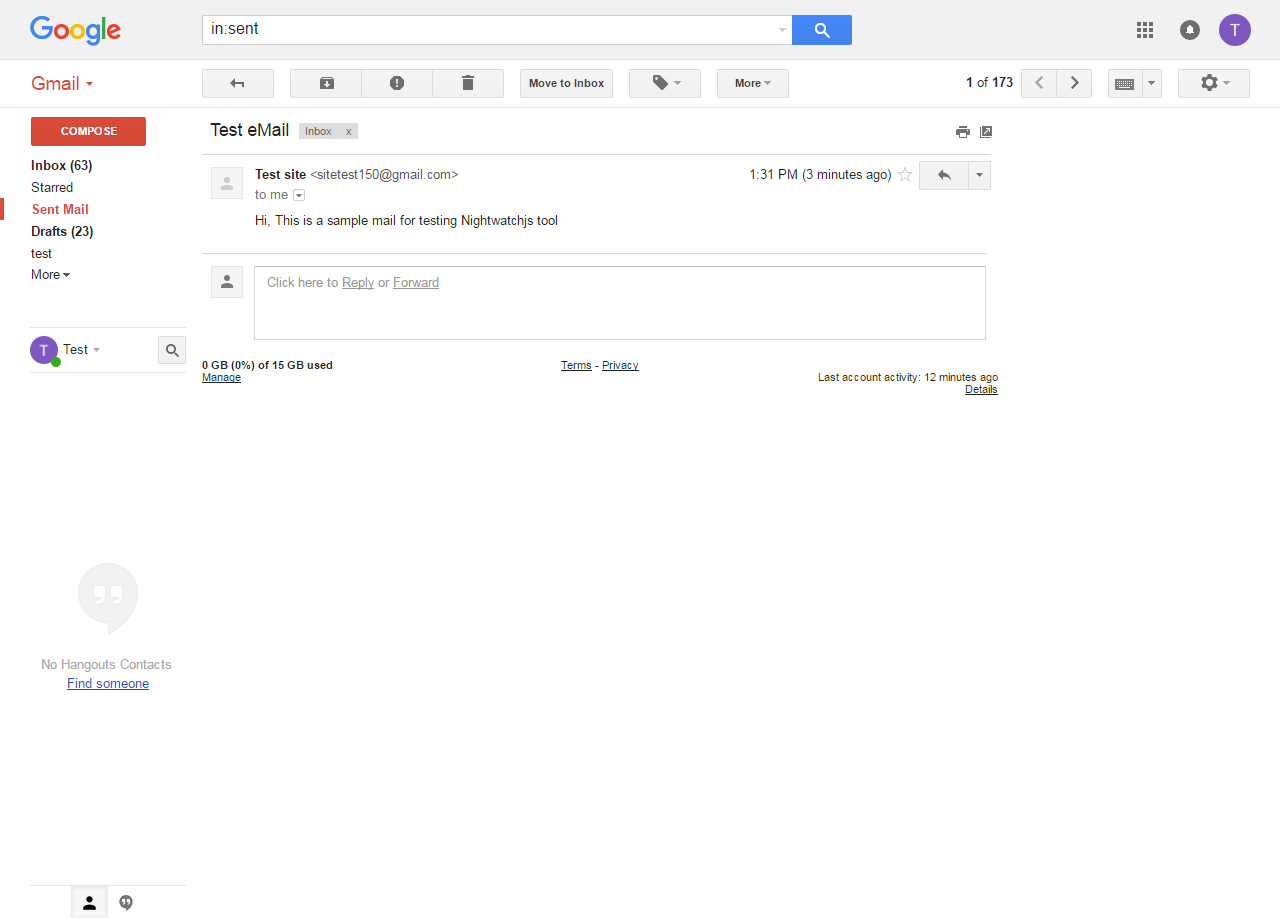 Google
in:sent
T
Gmail
Move to Inbox
More
1 of 173
COMPOSE
Test eMail
Inbox x
Inbox (63)
Starred
Sent Mail
Drafts (23)
test
More
Test site <sitetest150@gmail.com>
1:31 PM (3 minutes ago)
to me
Hi, This is a sample mail for testing Nightwatchjs tool
Click here to Reply or Forward
T
Test
0 GB (0%) of 15 GB used
Manage
Terms - Privacy
Last account activity: 12 minutes ago
Details
No Hangouts Contacts
Find someone